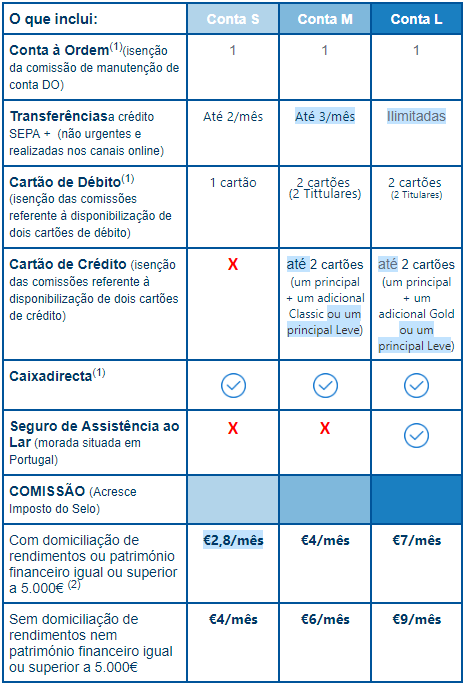 O que inclui: Conta S Conta M Conta L
Conta à Ordem(1)(isenção 1 1 1
da comissão de manutenção de
conta DO)
Transferênciasa crédito Até 2/mês Até 3/mês Ilimitadas
SEPA + (não urgentes e
realizadas nos canais online)
Cartão de Débito(1) 1 cartão 2 cartões 2 cartões
(isenção das comissões (2 Tittulares) (2 Titulares)
referente à disponibilização de
dois cartões de débito)
Cartão de Crédito (isenção X até 2 cartões até 2 cartões
das comissões referente à (um principal (um principal
disponibilização de dois cartões + um adicional + um
de crédito) Classic ou um adicional Gold
principal Leve) ou um
principal Leve)
Caixadirecta(1)
Seguro de Assistência ao X X
Lar (morada situada em
Portugal)
COMISSÃO (Acresce
Imposto do Selo)
Com domiciliação de €2,8/mês €4/mês €7/mês
rendimentos ou património
financeiro igual ou superior
a 5.000€ (2)
Sem domiciliação de €4/mês €6/mês €9/mês
rendimentos nem
património financeiro igual
ou superior a 5.000€